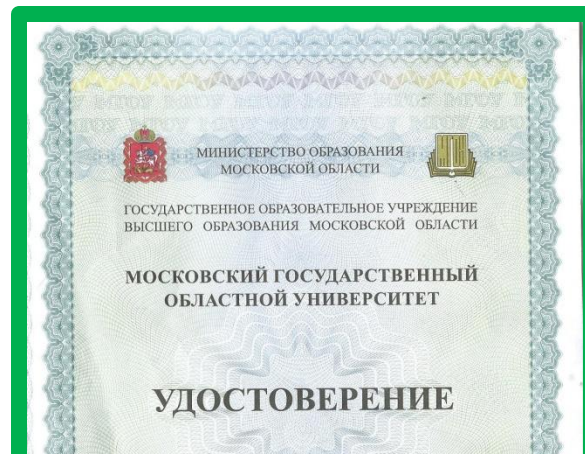 МИНИСТЕРСТВО ОБРАЗОВАНИЯ
МОСКОВСКОЙ ОБЛАСТИ
ГОСУДАРСТВЕННОЕ ОБРАЗОВАТЕЛЬНОЕ УЧРЕЖДЕНИЕ
ВЫСШЕГО ОБРАЗОВАНИЯ МОСКОВСКОЙ ОБЛАСТИ
МОСКОВСКИЙ ГОСУДАРСТВЕННЫЙ
ОБЛАСТНОЙ УНИВЕРСИТЕТ
УДОСТОВЕРЕНИЕ